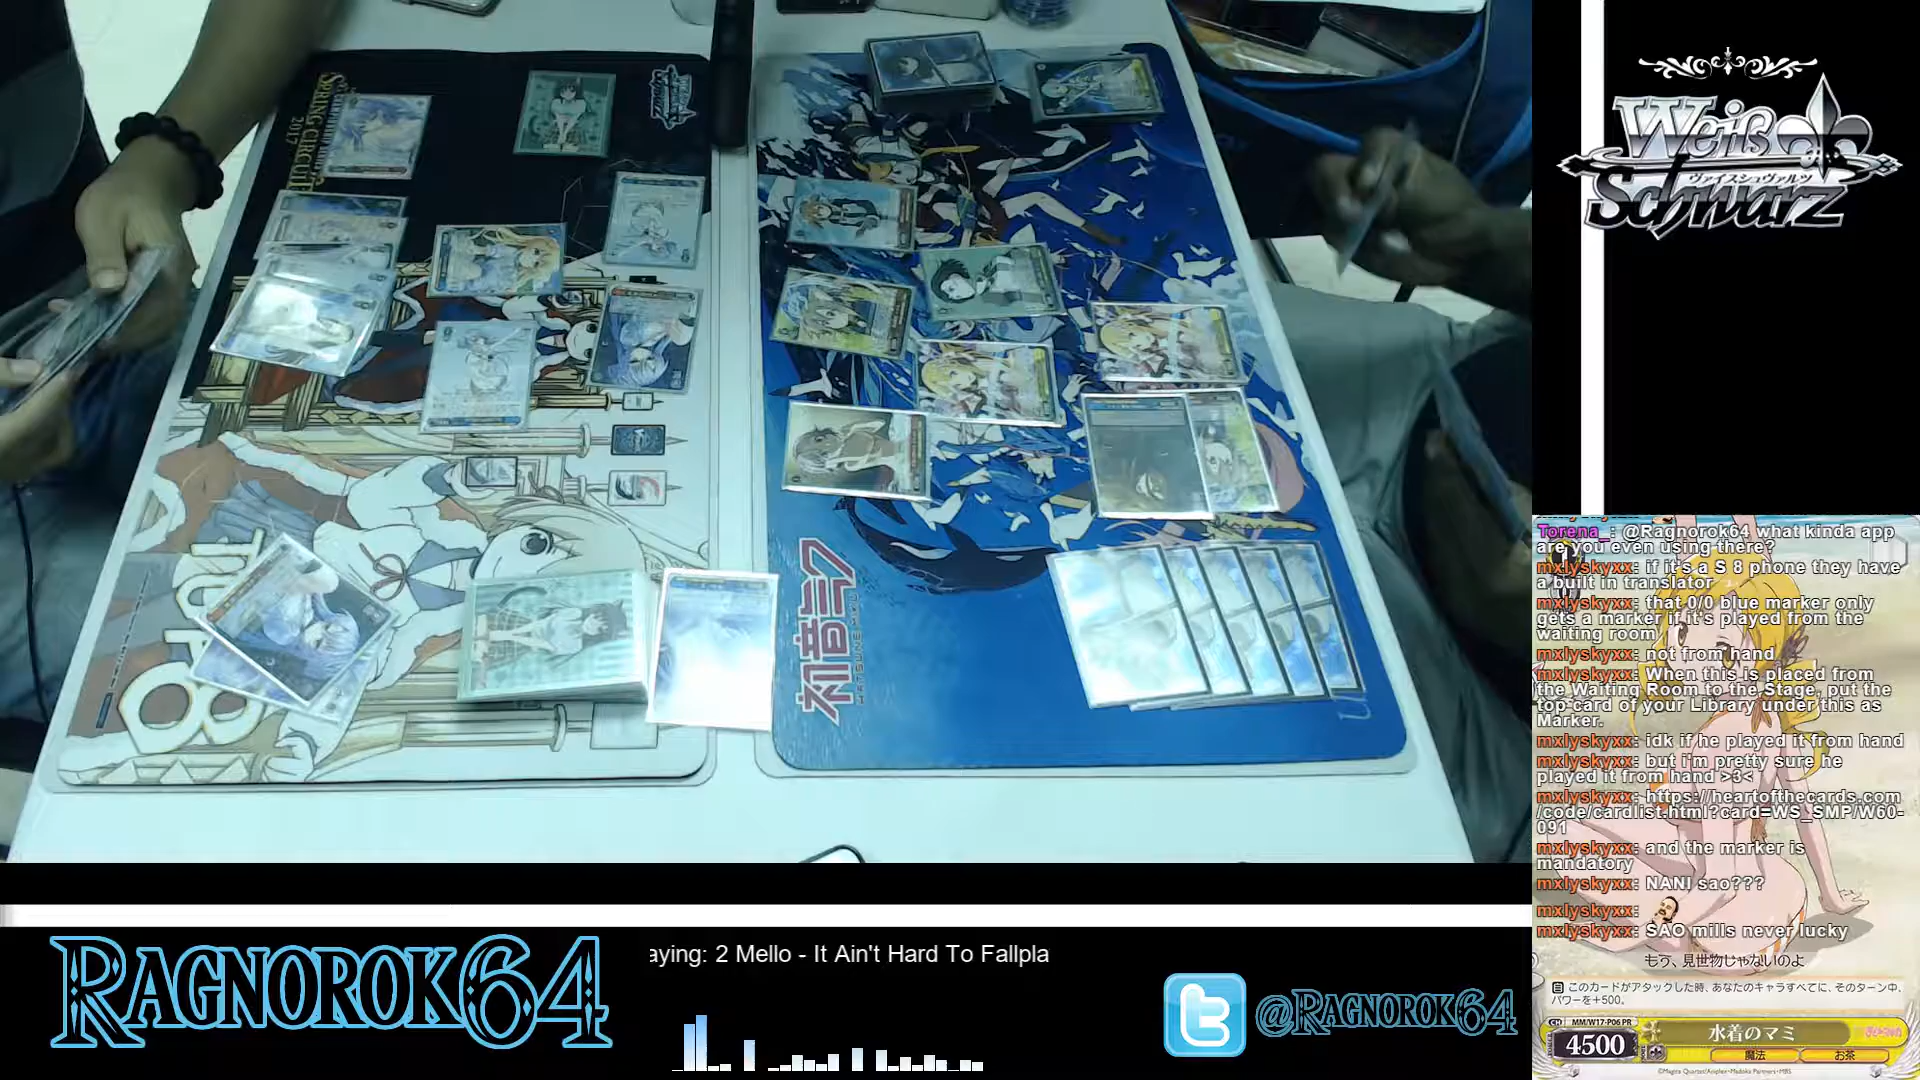 SPRING CIRCUIT
2017
Weiß
Schwarz
ヴァイスシュヴァルツ
初音ミク
HATSUNE MIKU
Torena_: @Ragnorok64 what kinda app
are you even using there?
mxlyskyxx: if it's a S 8 phone they have
a built in translator
mxlyskyxx: that 0/0 blue marker only
gets a marker if it's played from the
waiting room
mxlyskyxx: not from hand
mxlyskyxx: When this is placed from
the Waiting Room to the Stage, put the
top card of your Library under this as
Marker.
mxlyskyxx: idk if he played it from hand
mxlyskyxx: but i'm pretty sure he
played it from hand >3<
mxlyskyxx: https://heartofthecards.com
/code/cardlist.html?card=WS_SMP/W60-
091
mxlyskyxx: and the marker is
mandatory
mxlyskyxx: NANI sao???
mxlyskyxx:
mxlyskyxx: SAO mills never lucky
もう、見世物じゃないのよ
このカードがアタックした時、あなたのキャラすべてに、そのターン中、
パワーを+500。
CH MM/W17-P06 PR
水着のマミ
4500
魔法
お茶
RAGNOROK64
aying: 2 Mello - It Ain't Hard To Fallpla
@RAGNOROK64